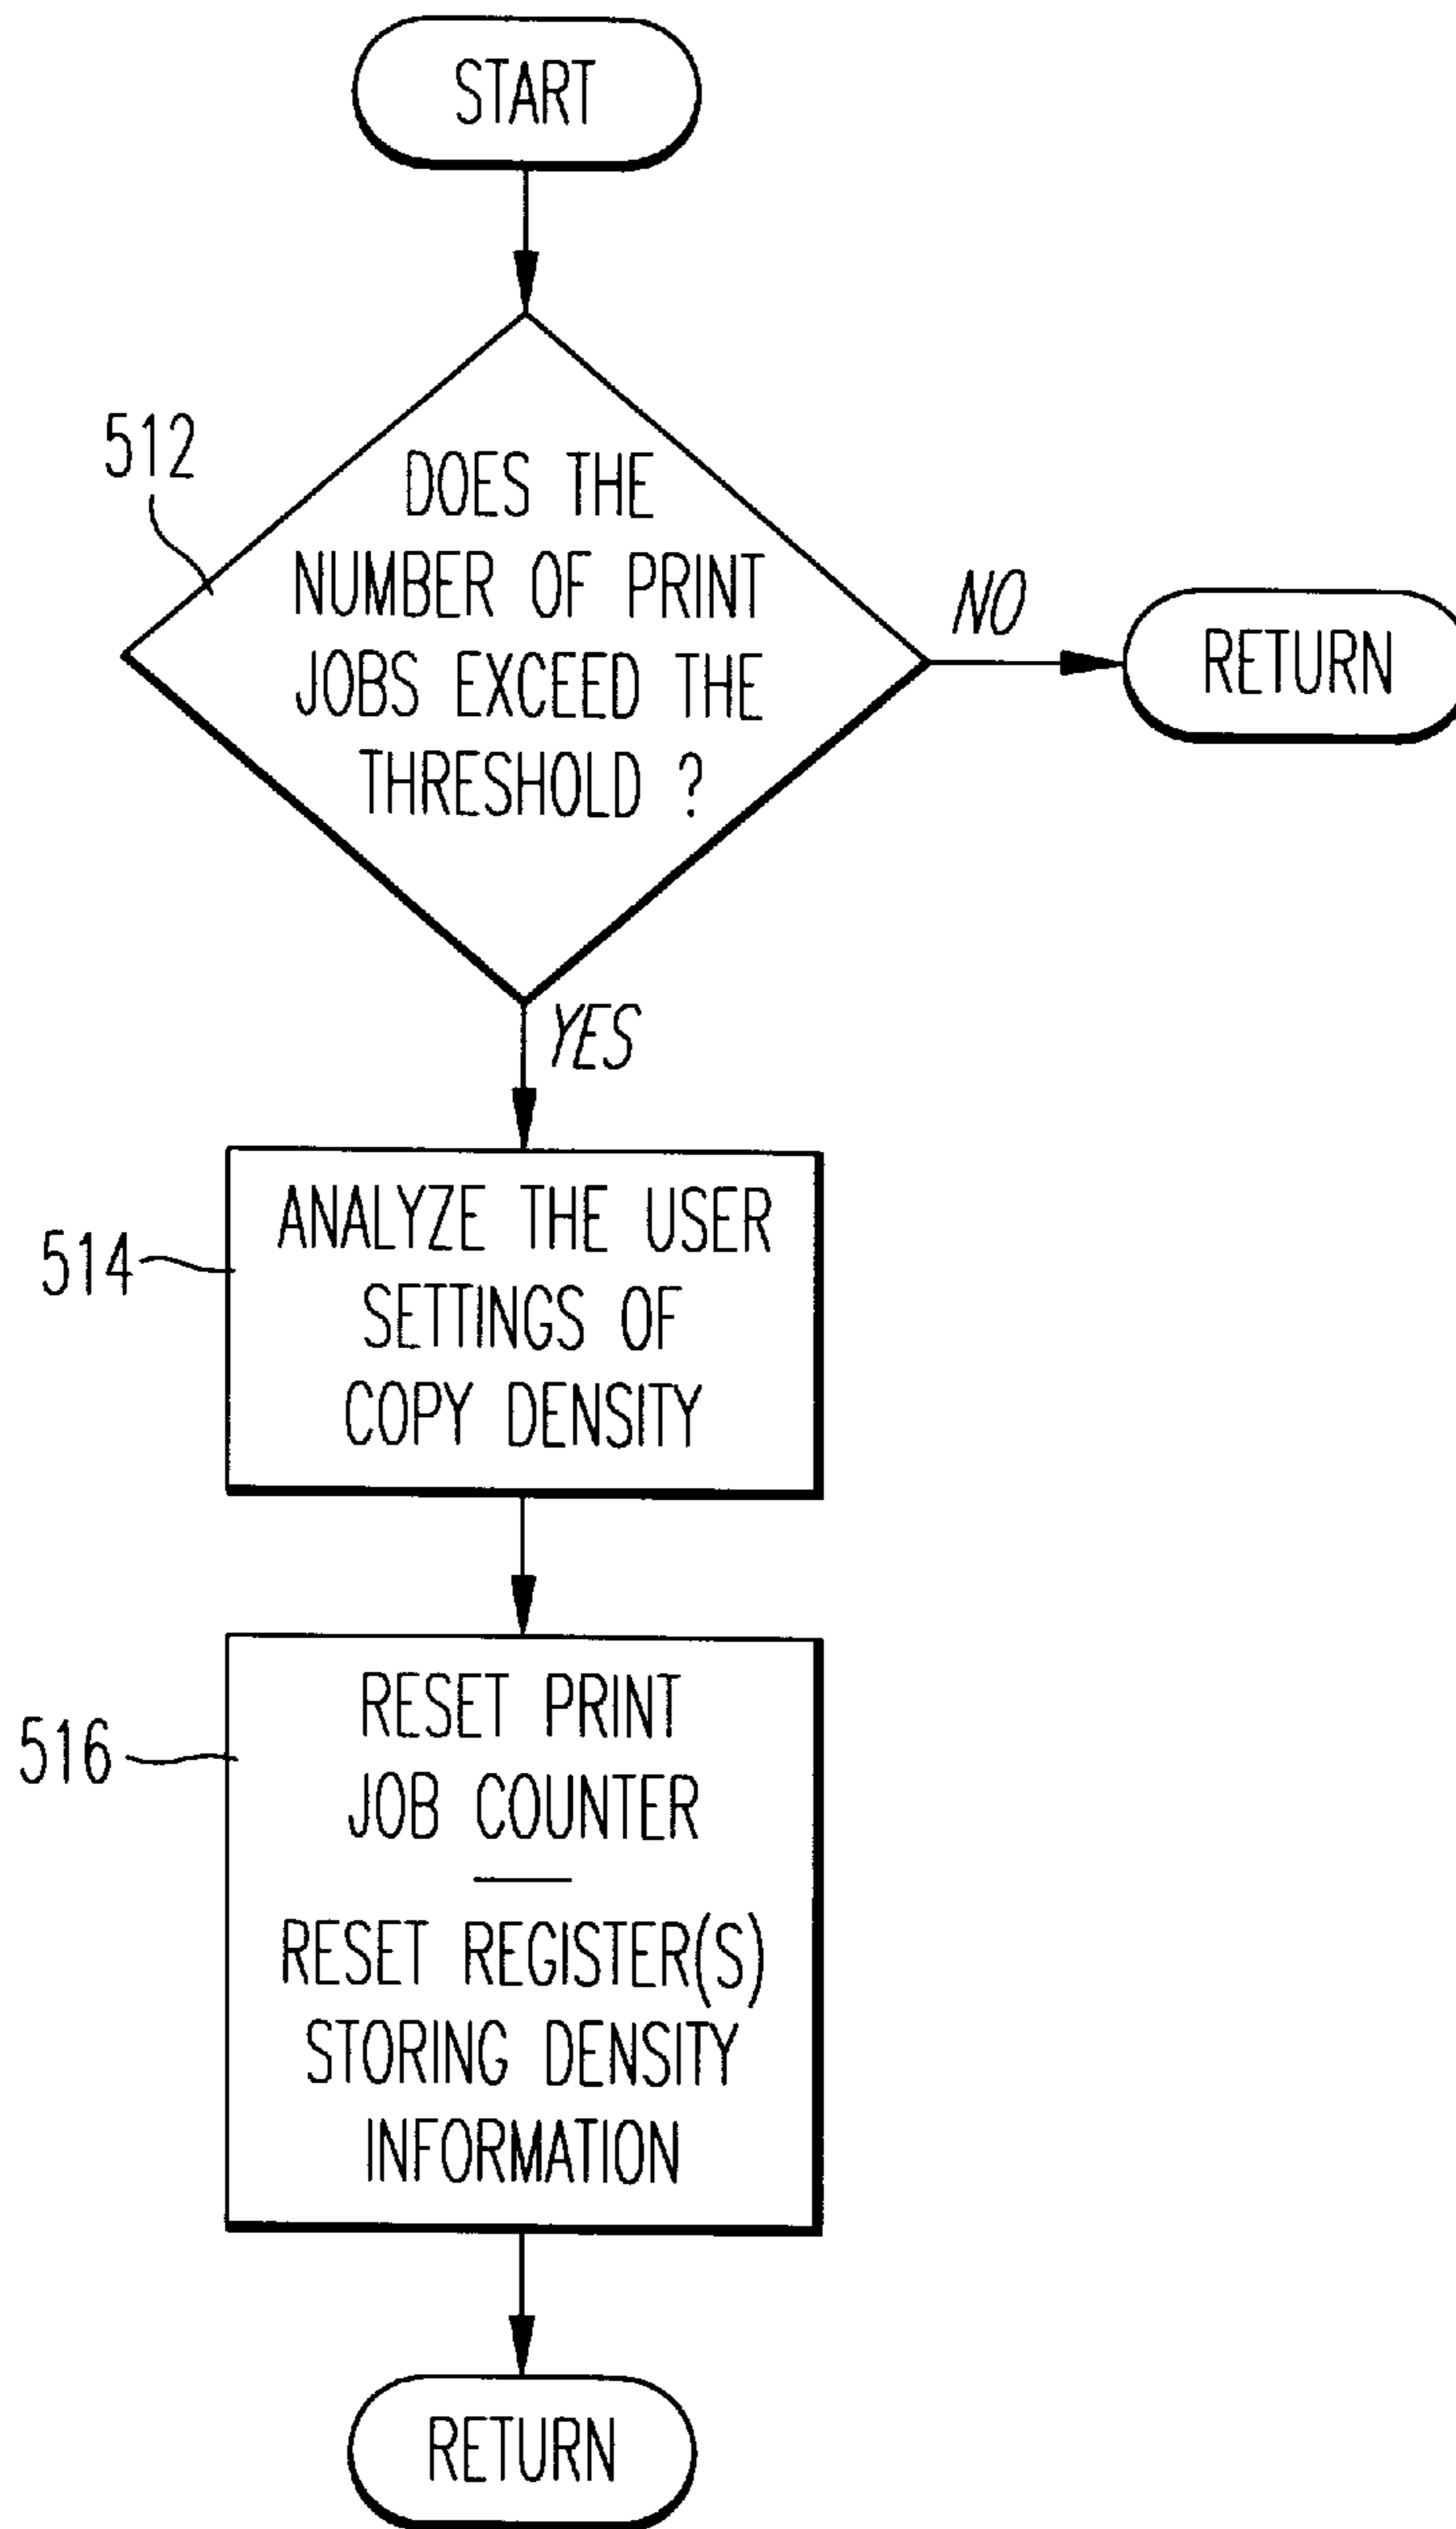 START
512
DOES THE
NUMBER OF PRINT
JOBS EXCEED THE
THRESHOLD ?
NO
RETURN
YES
514
ANALYZE THE USER
SETTINGS OF
COPY DENSITY
516
RESET PRINT
JOB COUNTER
RESET REGISTER(S)
STORING DENSITY
INFORMATION
RETURN